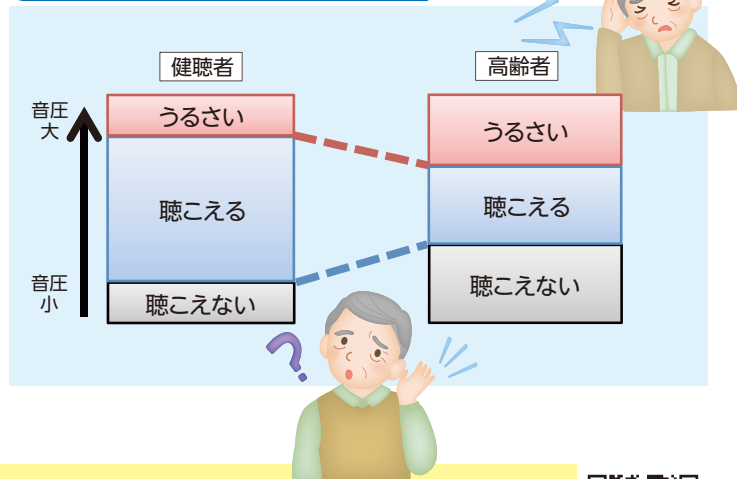 健聴者
高齢者
音圧
大
うるさい
うるさい
聴こえる
聴こえる
音圧
小
聴こえない
聴こえない
?